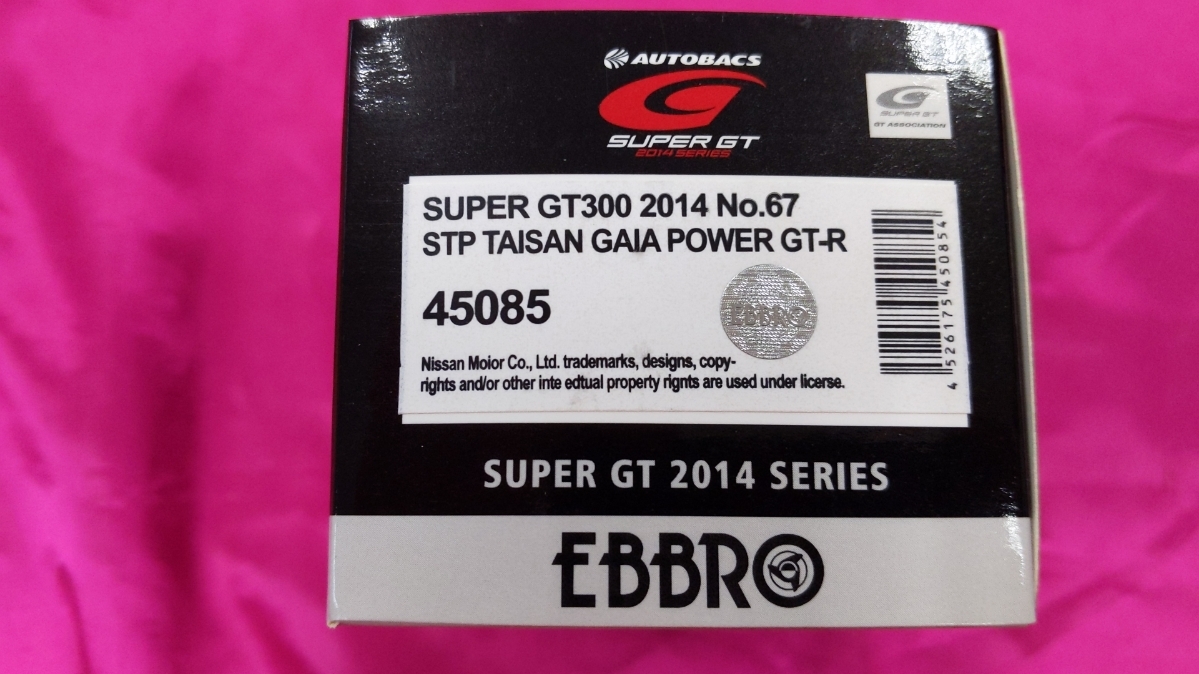 AUTOBACS
SUPER GT
2014 SERIES
SUPER GT
GT ASSOCIATION
SUPER GT300 2014 No.67
STP TAISAN GAIA POWER GT-R
45085
EBBRO
Nissan Moior Co., Ltd. trademarks, designs, copy-
rights and/or other inte edtual property rignts are used under licerse.
4 526175 450854
SUPER GT 2014 SERIES
EBBRO